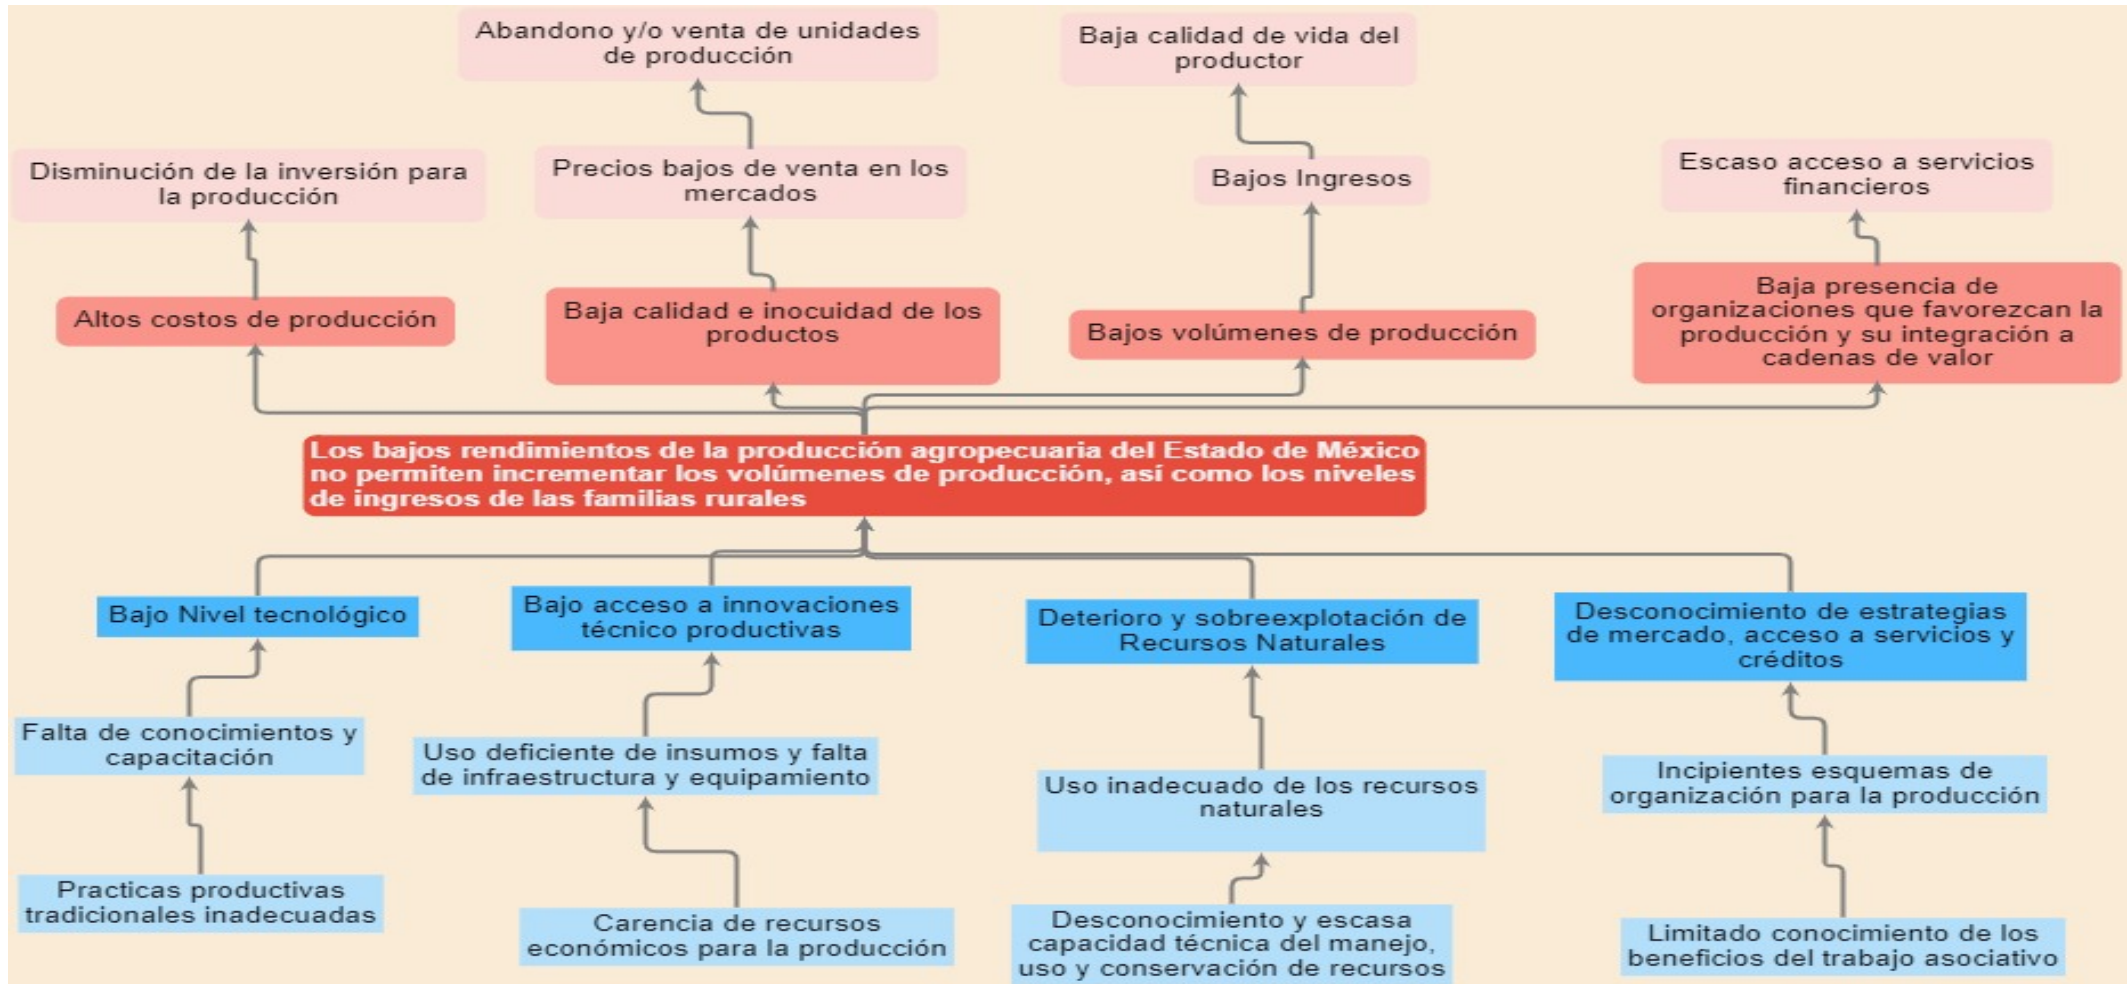 Abandono y/o venta de unidades
de producción
Baja calidad de vida del
productor
Disminución de la inversión para
la producción
Precios bajos de venta en los
mercados
Bajos Ingresos
Escaso acceso a servicios
financieros
Altos costos de producción
Baja calidad e inocuidad de los
productos
Bajos volúmenes de producción
Baja presencia de
organizaciones que favorezcan la
producción y su integración a
cadenas de valor
Los bajos rendimientos de la producción agropecuaria del Estado de México
no permiten incrementar los volúmenes de producción, así como los niveles
de ingresos de las familias rurales
Bajo Nivel tecnológico
Bajo acceso a innovaciones
técnico productivas
Deterioro y sobreexplotación de
Recursos Naturales
Desconocimiento de estrategias
de mercado, acceso a servicios y
créditos
Falta de conocimientos y
capacitación
Uso deficiente de insumos y falta
de infraestructura y equipamiento
Uso inadecuado de los recursos
naturales
Incipientes esquemas de
organización para la producción
Practicas productivas
tradicionales inadecuadas
Carencia de recursos
económicos para la producción
Desconocimiento y escasa
capacidad técnica del manejo,
uso y conservación de recursos
Limitado conocimiento de los
beneficios del trabajo asociativo